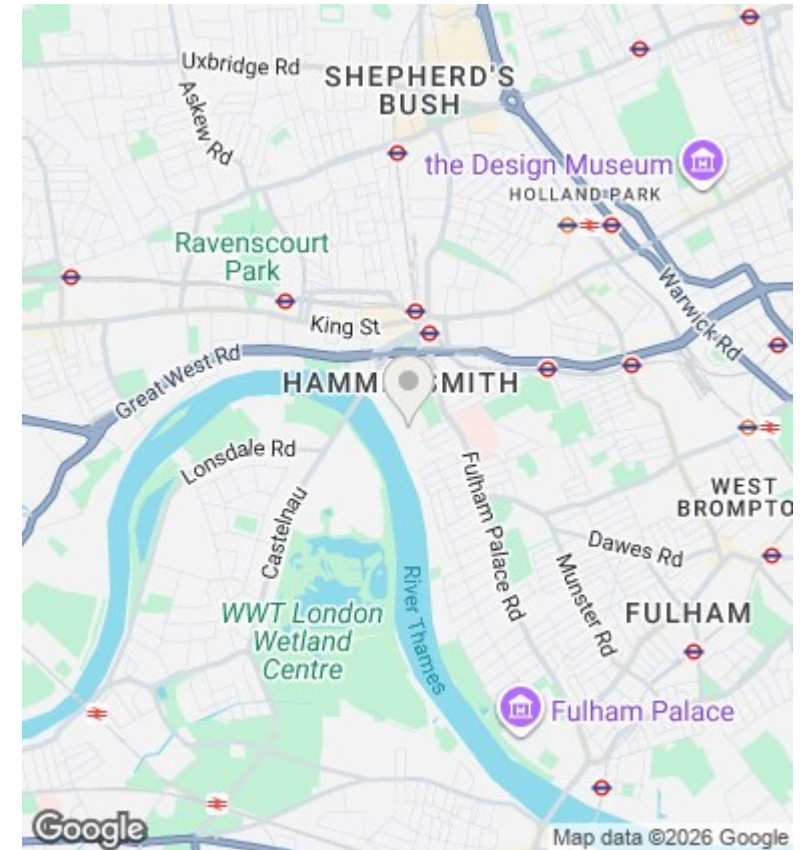 Uxbridge Rd
SHEPHERD'S
BUSH
Askew Rd
the Design Museum
HOLLAND PARK
Ravenscourt
Park
King St
Warwick Rd
Great West Rd
HAMM SMITH
Lonsdale Rd
Castelnau
Fulham Palace Rd
WEST
BROMPTO
Dawes Rd
Munster Rd
River Thames
WWT London
Wetland
Centre
FULHAM
Fulham Palace
Google
Map data ©2026 Google